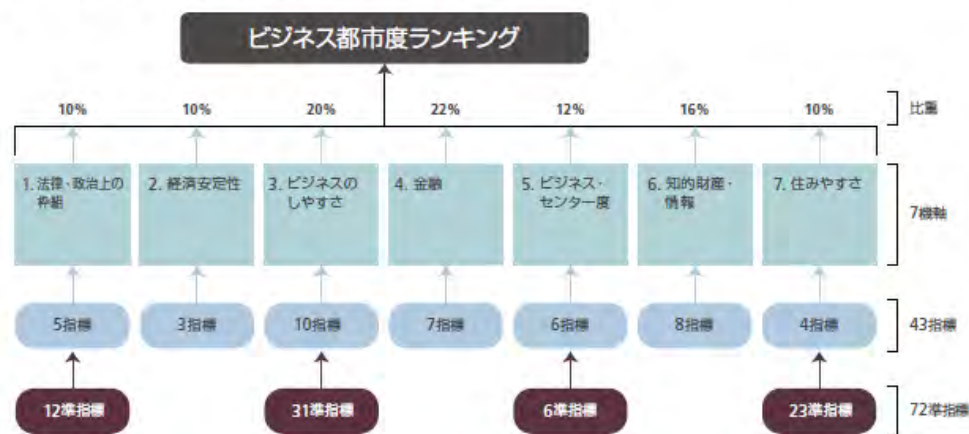 ビジネス都市度ランキング
10%
10%
20%
22%
12%
16%
10%
比重
1. 法律・政治上の
枠組
2. 経済安定性
3. ビジネスの
しやすさ
4. 金融
5. ビジネス・
センター度
6. 知的財産・
情報
7. 住みやすさ
7機軸
5指標
3指標
10指標
7指標
6指標
8指標
4指標
43指標
12準指標
31準指標
6準指標
23準指標
72準指標